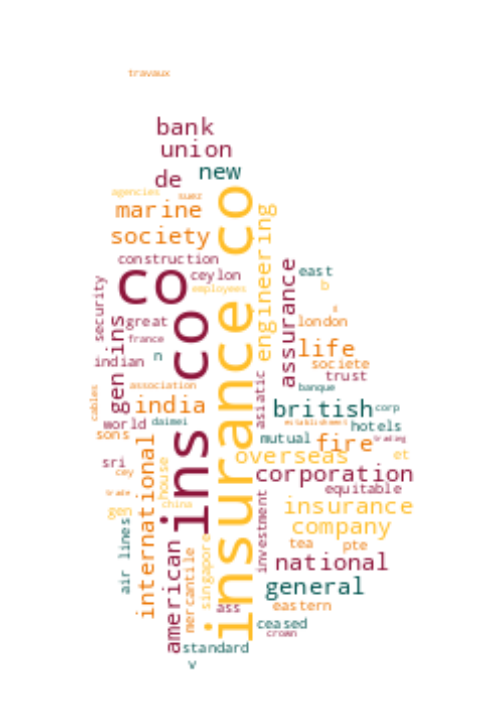 travaux
bank
union
de
new
agencies
suez
marine
society
insurance co
engineering
construction
co
ceylon
employees
east
b
security
great
ins co
assurance
london
life
gen ins
france
n
indian
societe
trust
association
banque
asiatic
cables
india
british
corp
world
daimei
establishment
hotels
sons
mutual
fire
trading
international
overseas
et
sri
cey
house
corporation
equitable
trade
china
investment
insurance
gen
company
air lines
american
mercantile
singapore
tea
pte
national
general
ass
eastern
ceased
crown
standard
v